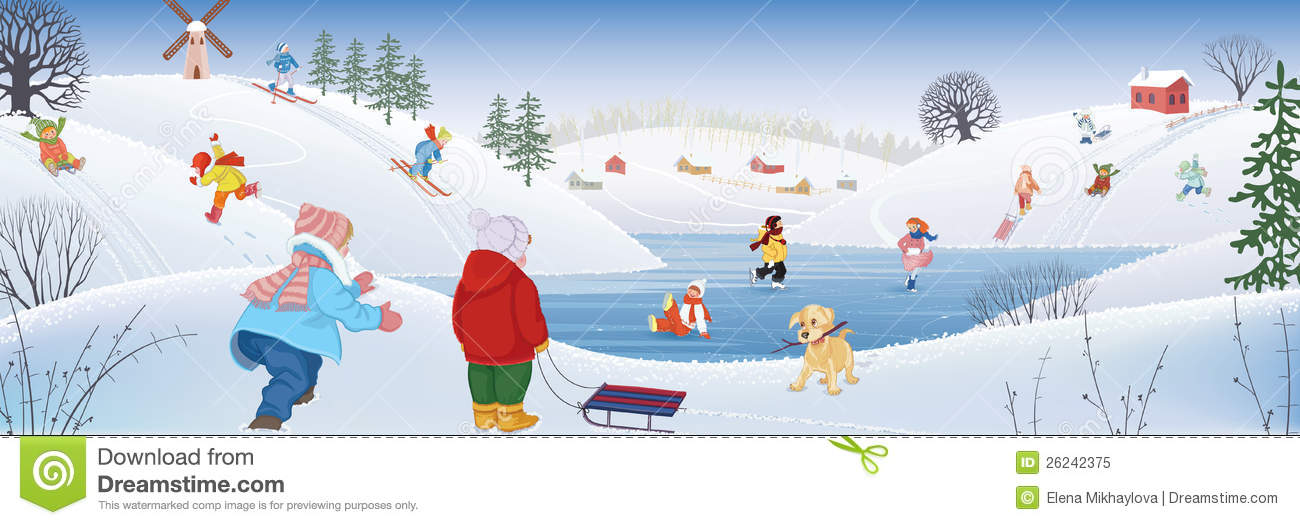 Download from
Dreamstime.com
This watermarked comp image is for previewing purposes only.
ID 26242375
© Elena Mikhaylova | Dreamstime.com